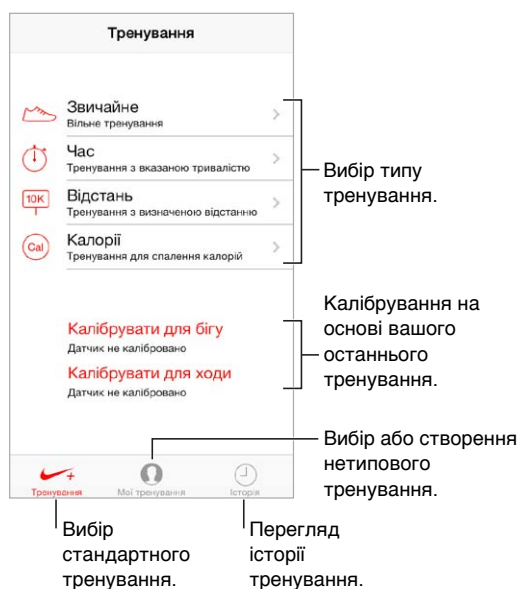 Тренування
Звичайне
Вільне тренування
Час
Тренування з вказаною тривалістю
10K
Відстань
Тренування з визначеною відстанню
Cal
Калорії
Тренування для спалення калорій
Вибір типу
тренування.
Калібрувати для бігу
Датчик не калібровано
Калібрувати для ходи
Датчик не калібровано
Калібрування на
основі вашого
останнього
тренування.
Тренування
Мої тренування
Історія
Вибір або створення
нетипового
тренування.
Вибір
стандартного
тренування.
Перегляд
історії
тренування.